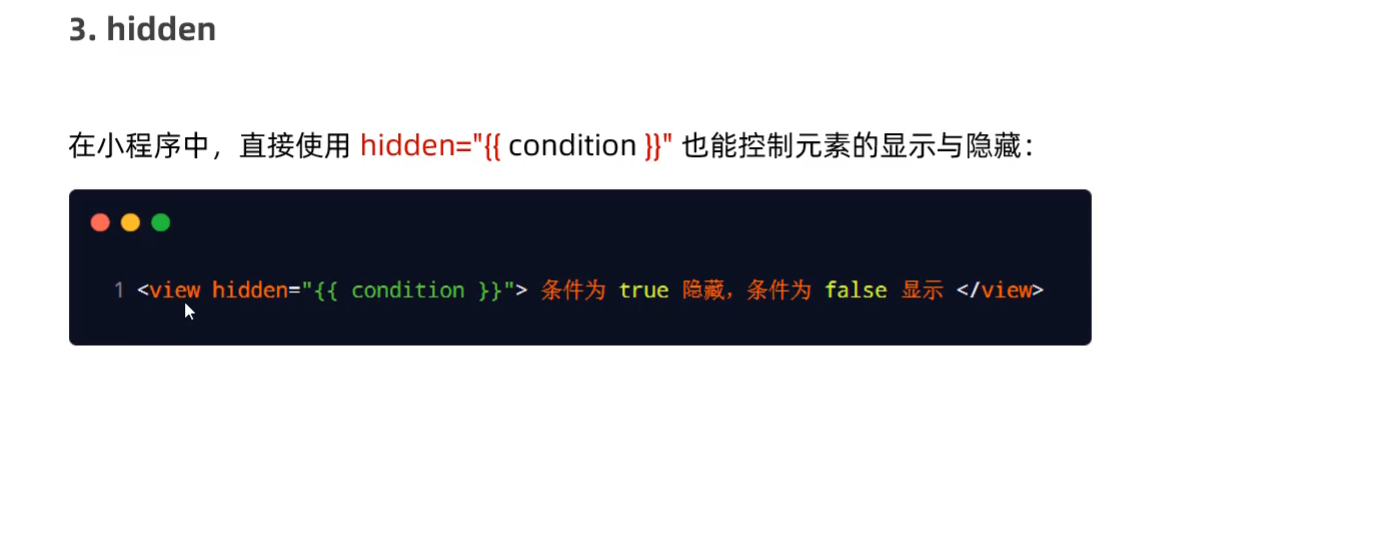 3. hidden
在小程序中，直接使用 hidden="{{ condition }}" 也能控制元素的显示与隐藏：
1 <view hidden="{{ condition }}"> 条件为 true 隐藏，条件为 false 显示 </view>